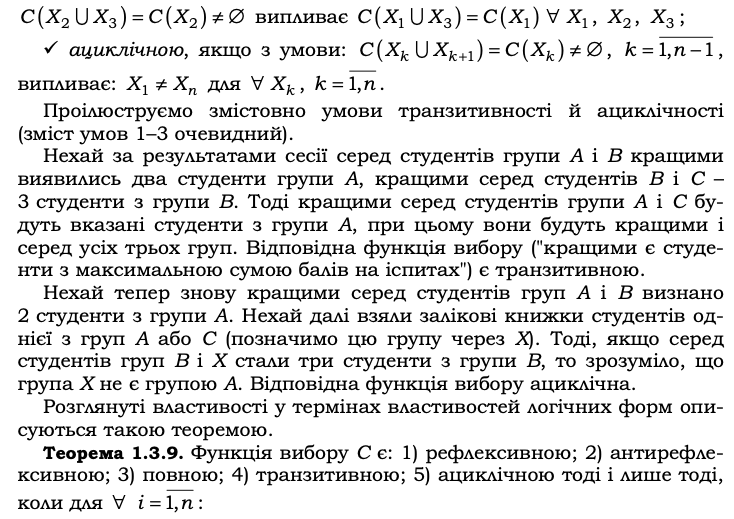 C(X₂ ∪ X₃) = C(X₂) ≠ ∅ випливає C(X₁ ∪ X₃) = C(X₁) ∀ X₁, X₂, X₃;
✓ ациклічною, якщо з умови: C(Xₖ ∪ Xₖ₊₁) = C(Xₖ) ≠ ∅, k = \overline{1,n−1},
випливає: X₁ ≠ Xₙ для ∀ Xₖ, k = \overline{1,n}.
Проілюструємо змістовно умови транзитивності й ациклічності
(зміст умов 1–3 очевидний).
Нехай за результатами сесії серед студентів групи A і B кращими
виявились два студенти групи A, кращими серед студентів B і C –
3 студенти з групи B. Тоді кращими серед студентів групи A і C бу-
дуть вказані студенти з групи A, при цьому вони будуть кращими і
серед усіх трьох груп. Відповідна функція вибору ("кращими є студе-
нти з максимальною сумою балів на іспитах") є транзитивною.
Нехай тепер знову кращими серед студентів груп A і B визнано
2 студенти з групи A. Нехай далі взяли залікові книжки студентів од-
нієї з груп A або C (позначимо цю групу через X). Тоді, якщо серед
студентів груп B і X стали три студенти з групи B, то зрозуміло, що
група X не є групою A. Відповідна функція вибору ациклічна.
Розглянуті властивості у термінах властивостей логічних форм опи-
суються такою теоремою.
Теорема 1.3.9. Функція вибору C є: 1) рефлексивною; 2) антирефле-
ксивною; 3) повною; 4) транзитивною; 5) ациклічною тоді і лише тоді,
коли для ∀ i = \overline{1,n}: